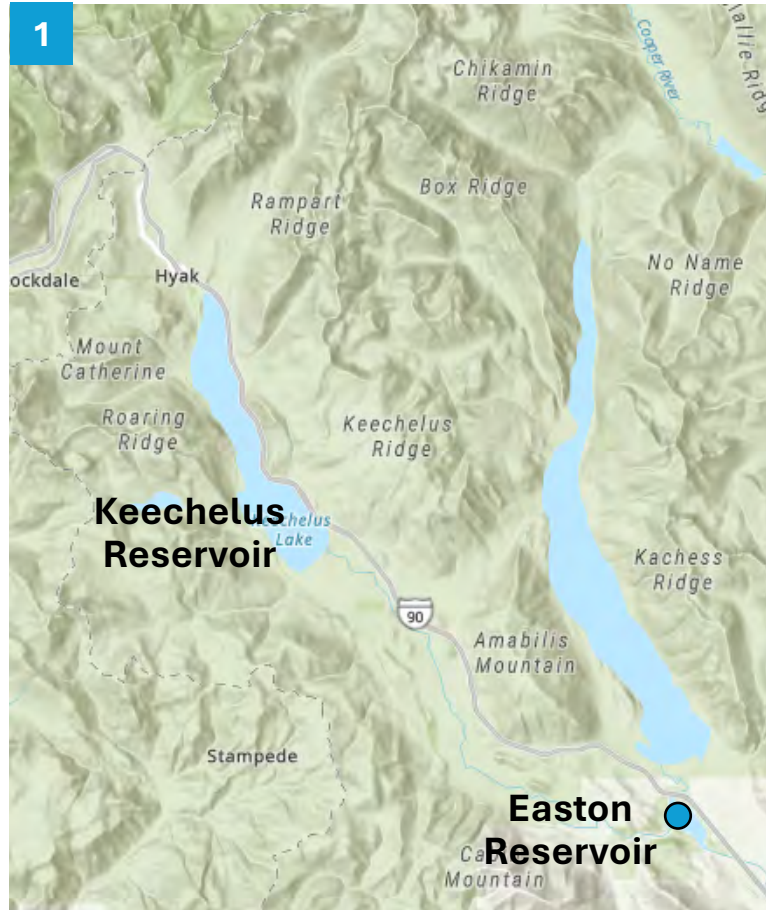 1
Chikamin
Ridge
Cooper River
Rampart
Ridge
Box Ridge
No Name
Ridge
ockdale
Hyak
Mount
Catherine
Roaring
Ridge
Keechelus
Ridge
Keechelus
Reservoir
Lake
Kachess
Ridge
90
Amabilis
Mountain
Stampede
Easton
Reservoir
Mountain